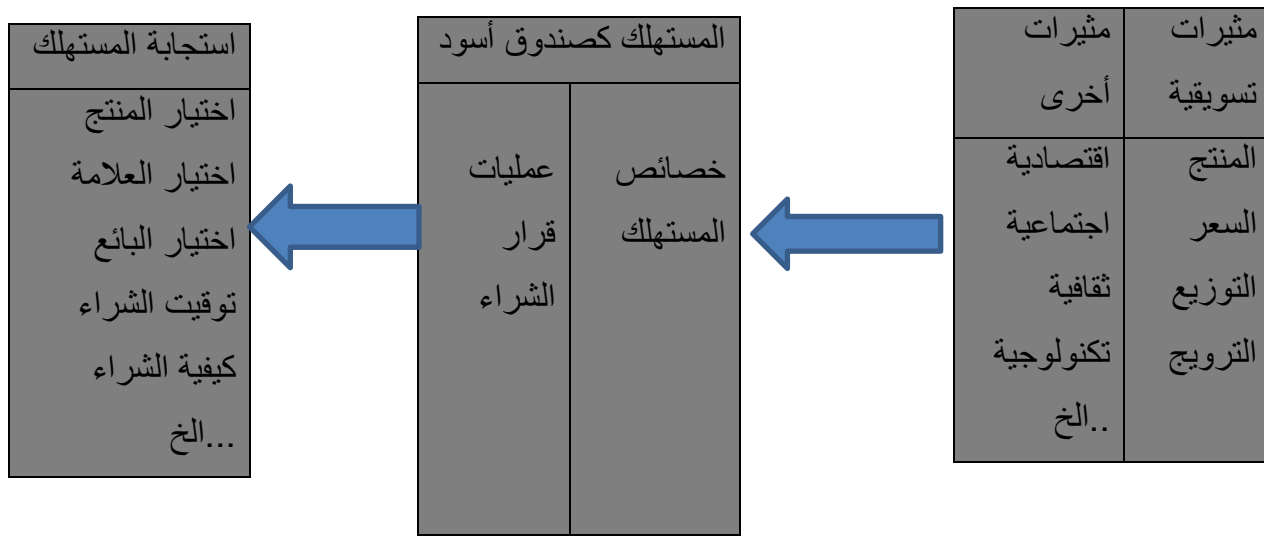 مثيرات
تسويقية
مثيرات
أخرى
المنتج
السعر
التوزيع
الترويج
اقتصادية
اجتماعية
ثقافية
تكنولوجية
..الخ
المستهلك كصندوق أسود
خصائص
المستهلك
عمليات
قرار
الشراء
استجابة المستهلك
اختيار المنتج
اختيار العلامة
اختيار البائع
توقيت الشراء
كيفية الشراء
...الخ